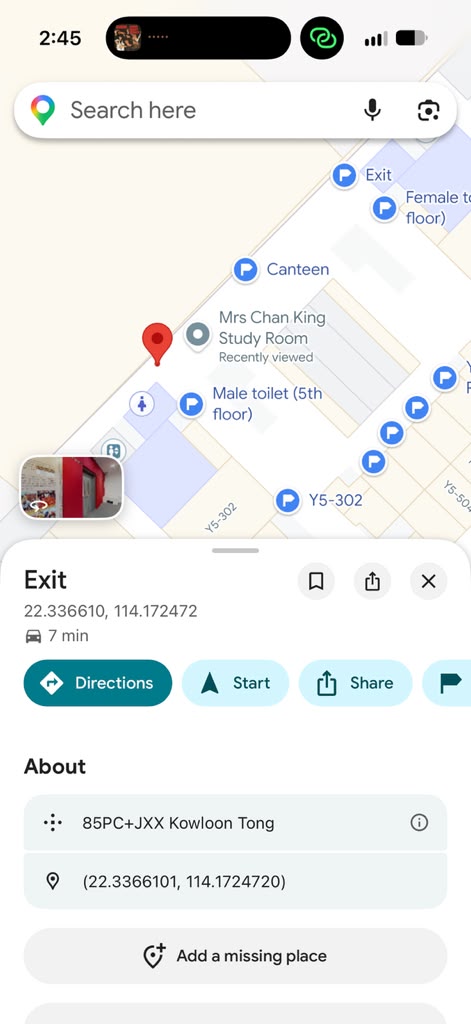 2:45
Search here
Exit
Female to
floor)
Canteen
Mrs Chan King
Study Room
Recently viewed
Male toilet (5th
floor)
Y5-302
Y5-302
Y5-504
Exit
22.336610, 114.172472
7 min
Directions
Start
Share
About
85PC+JXX Kowloon Tong
(22.3366101, 114.1724720)
Add a missing place